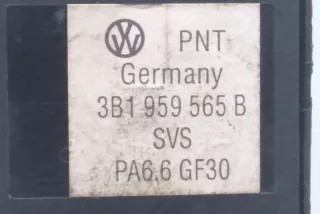 PNT
Germany
3B1 959 565 B
SVS
PA6.6 GF30